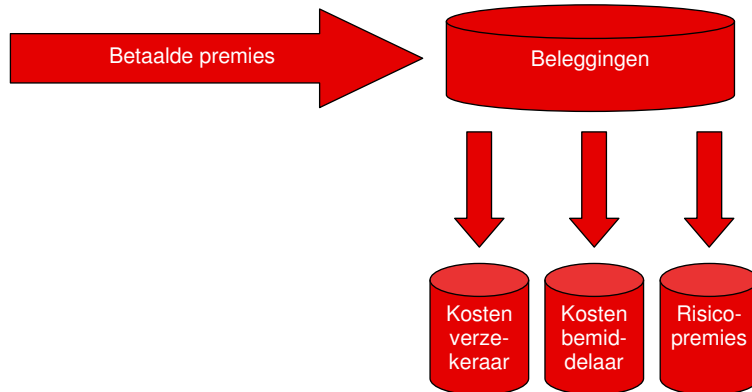 Betaalde premies
Beleggingen
Kosten
verze-
keraar
Kosten
bemid-
delaar
Risico-
premies